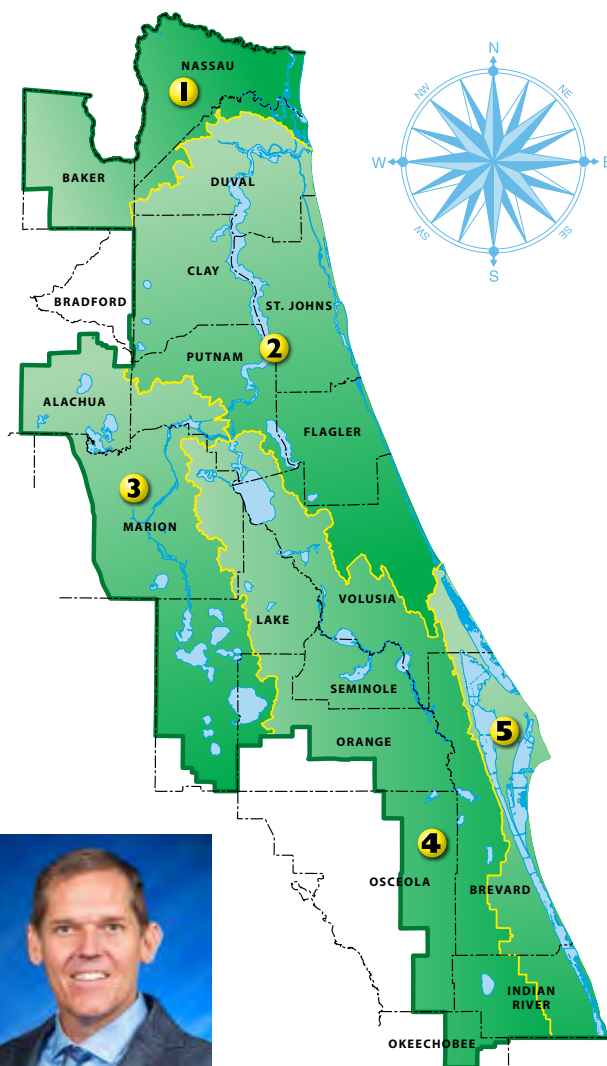 N
NW
NE
W
E
SW
SE
S
NASSAU
1
BAKER
DUVAL
CLAY
BRADFORD
ST. JOHNS
2
PUTNAM
ALACHUA
FLAGLER
3
MARION
VOLUSIA
LAKE
SEMINOLE
5
ORANGE
4
OSCEOLA
BREVARD
INDIAN
RIVER
OKEECHOBEE